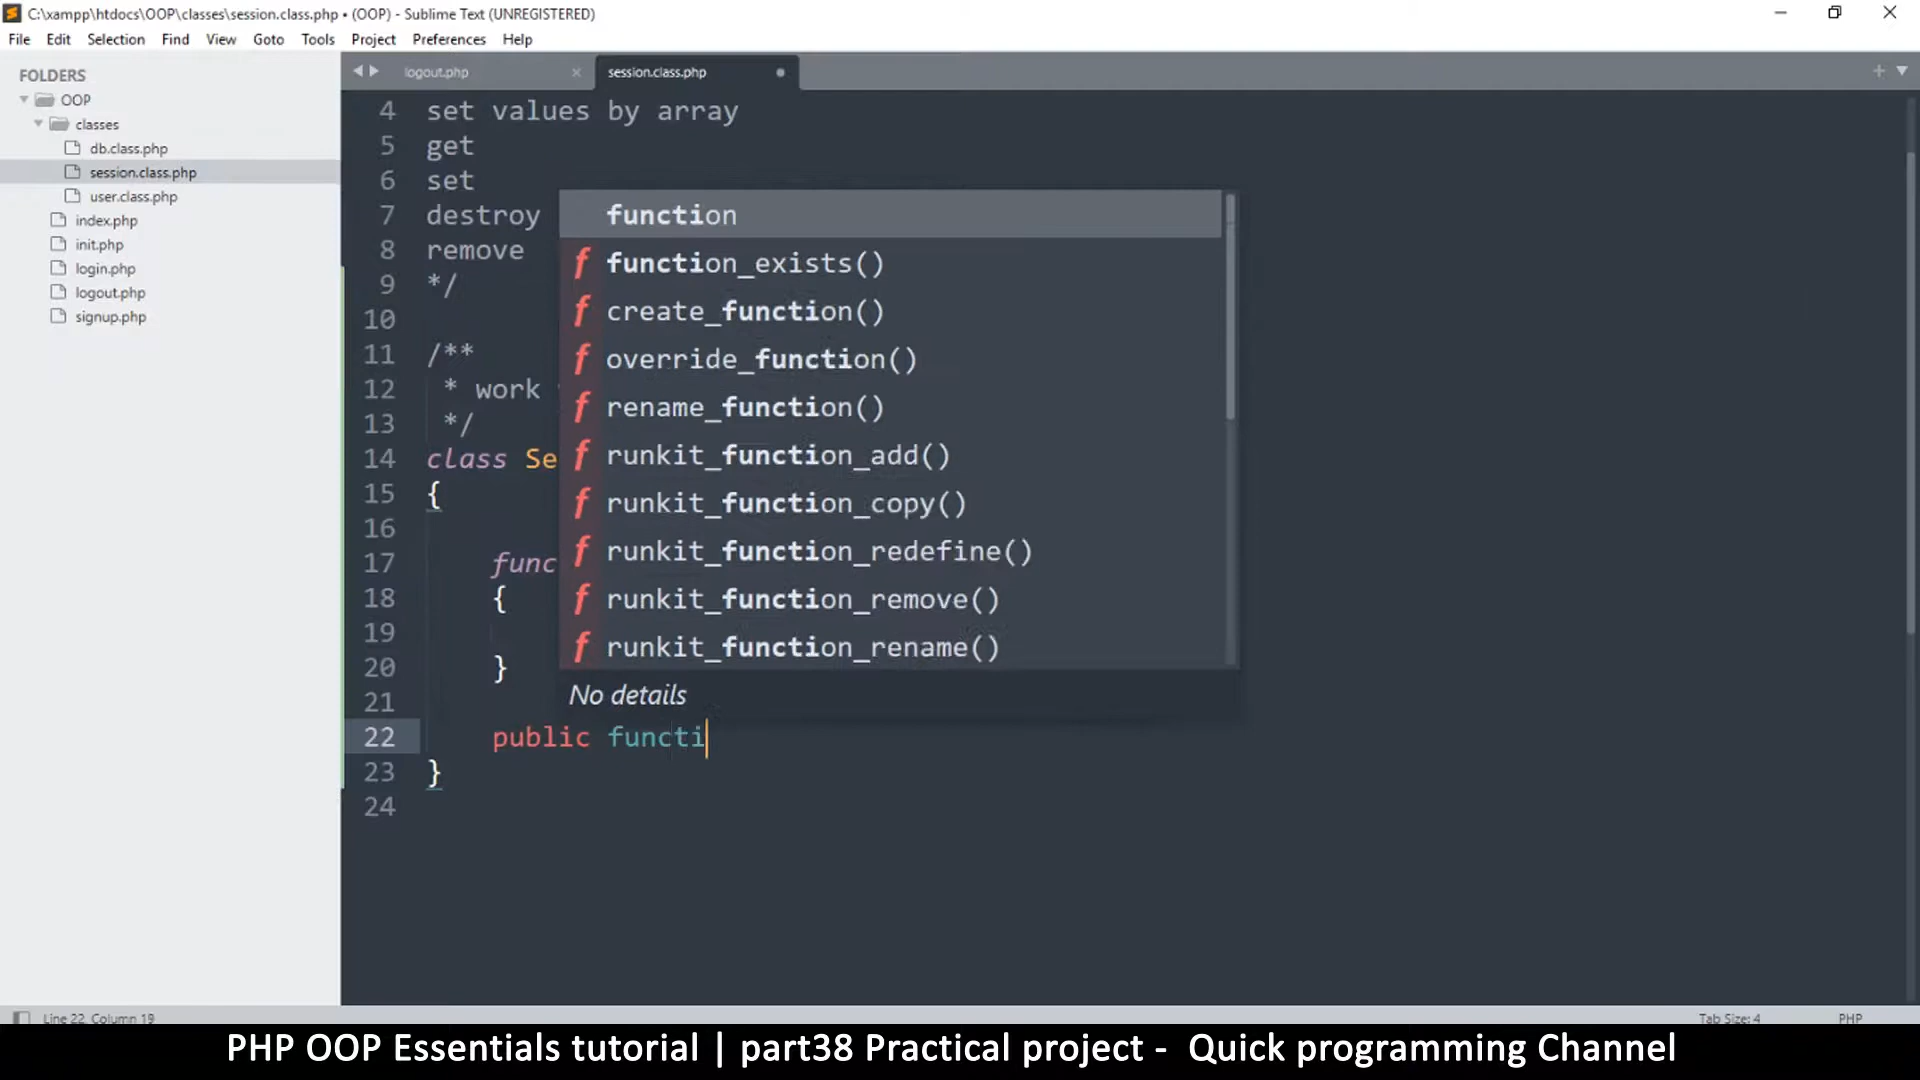 C:\xampp\htdocs\OOP\classes\session.class.php • (OOP) - Sublime Text (UNREGISTERED)
File Edit Selection Find View Goto Tools Project Preferences Help
FOLDERS
OOP
classes
db.class.php
session.class.php
user.class.php
index.php
init.php
login.php
logout.php
signup.php
logout.php
session.class.php
4 set values by array
5 get
6 set
7 destroy
8 remove
9 */
10
11 /**
12 * work
13 */
14 class Se
15 {
16
17 func
18 {
19
20 }
21
22 public functi
23 }
24
function
f function_exists()
f create_function()
f override_function()
f rename_function()
f runkit_function_add()
f runkit_function_copy()
f runkit_function_redefine()
f runkit_function_remove()
f runkit_function_rename()
No details
Line 22, Column 19
Tab Size: 4
PHP
PHP OOP Essentials tutorial | part38 Practical project - Quick programming Channel